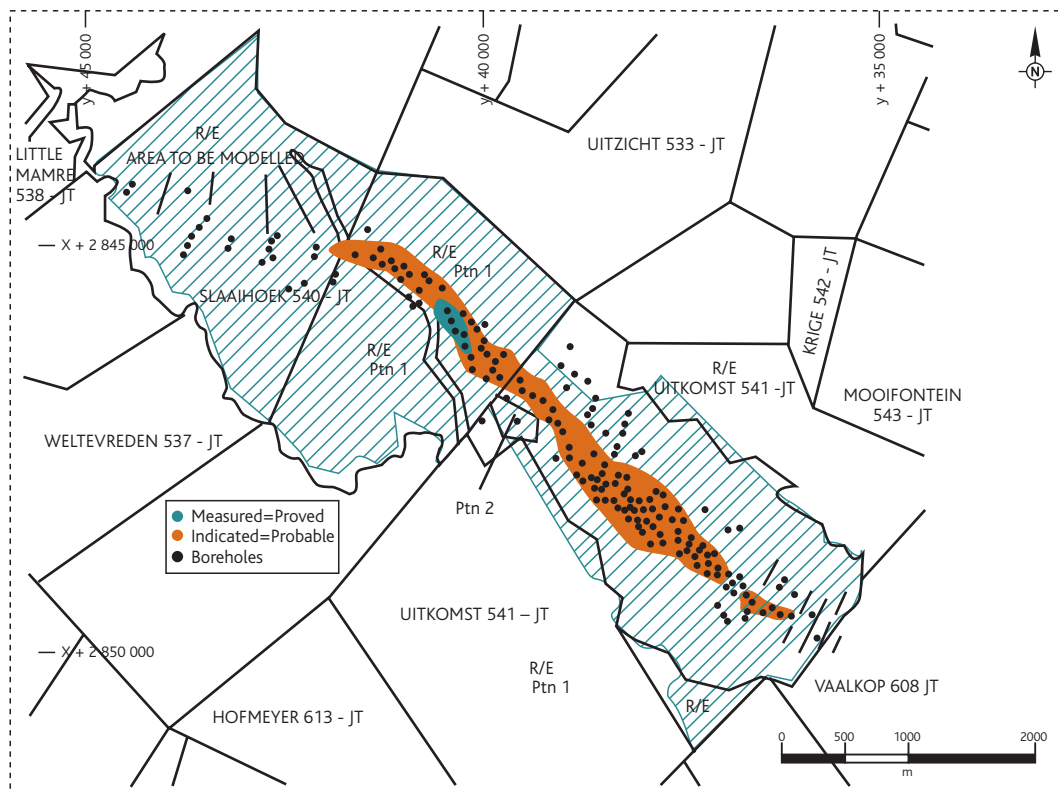 y + 45 000
y + 40 000
y + 35 000
N
R/E
AREA TO BE MODELLED
LITTLE
MAMRE
538 - JT
UITZICHT 533 - JT
X + 2 845 000
R/E
Ptn 1
SLAAIHOEK 540 - JT
KRIGE 542 - JT
R/E
Ptn 1
R/E
UITKOMST 541 -JT
MOOIFONTEIN
543 - JT
WELTEVREDEN 537 - JT
Ptn 2
Measured=Proved
Indicated=Probable
Boreholes
UITKOMST 541 – JT
X + 2 850 000
R/E
Ptn 1
VAALKOP 608 JT
R/E
HOFMEYER 613 - JT
0 500 1000 2000
m